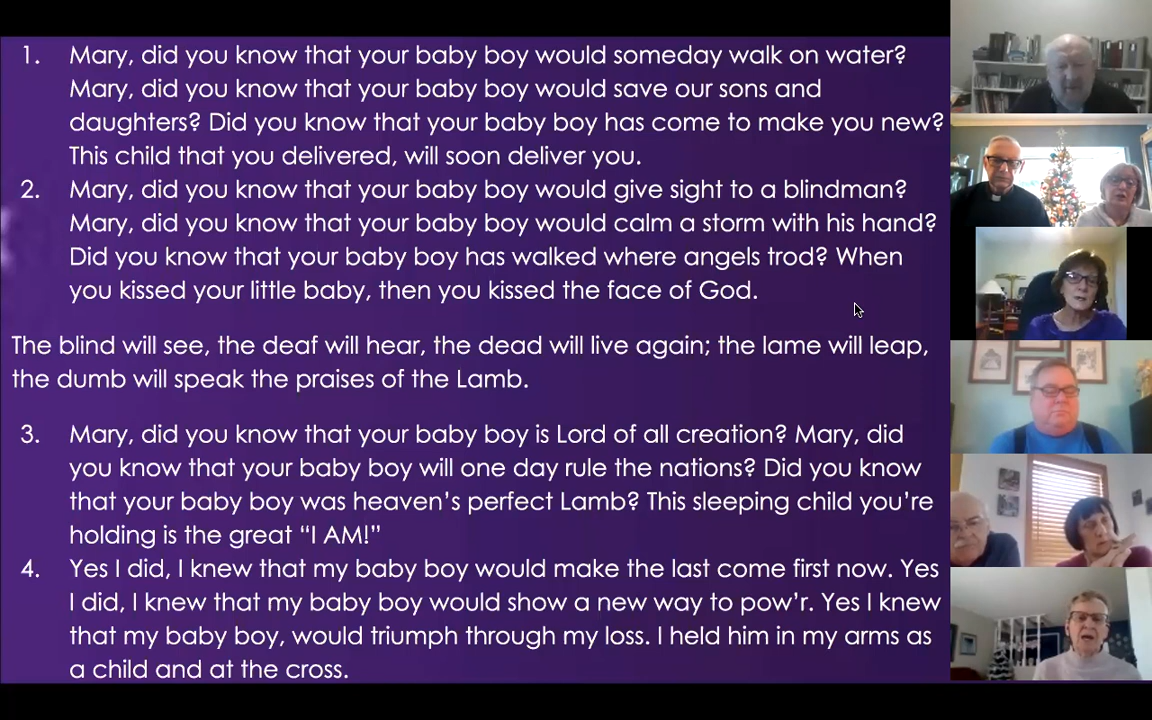 1. Mary, did you know that your baby boy would someday walk on water?
Mary, did you know that your baby boy would save our sons and
daughters? Did you know that your baby boy has come to make you new?
This child that you delivered, will soon deliver you.
2. Mary, did you know that your baby boy would give sight to a blindman?
Mary, did you know that your baby boy would calm a storm with his hand?
Did you know that your baby boy has walked where angels trod? When
you kissed your little baby, then you kissed the face of God.
The blind will see, the deaf will hear, the dead will live again; the lame will leap,
the dumb will speak the praises of the Lamb.
3. Mary, did you know that your baby boy is Lord of all creation? Mary, did
you know that your baby boy will one day rule the nations? Did you know
that your baby boy was heaven’s perfect Lamb? This sleeping child you’re
holding is the great “I AM!”
4. Yes I did, I knew that my baby boy would make the last come first now. Yes
I did, I knew that my baby boy would show a new way to pow’r. Yes I knew
that my baby boy, would triumph through my loss. I held him in my arms as
a child and at the cross.